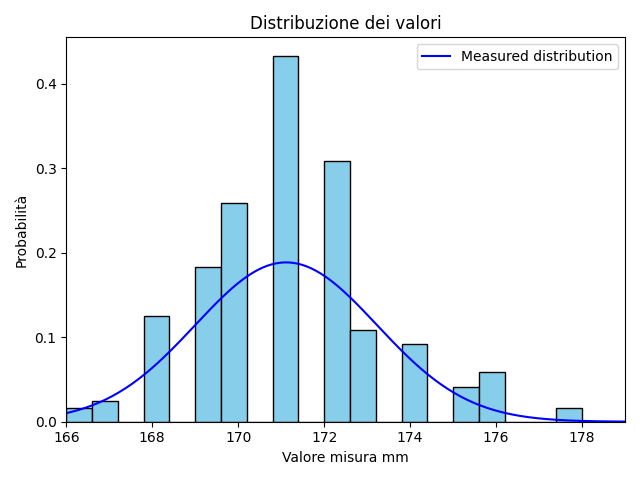 Distribuzione dei valori
Measured distribution
Probabilità
0.4
0.3
0.2
0.1
0.0
166 168 170 172 174 176 178
Valore misura mm